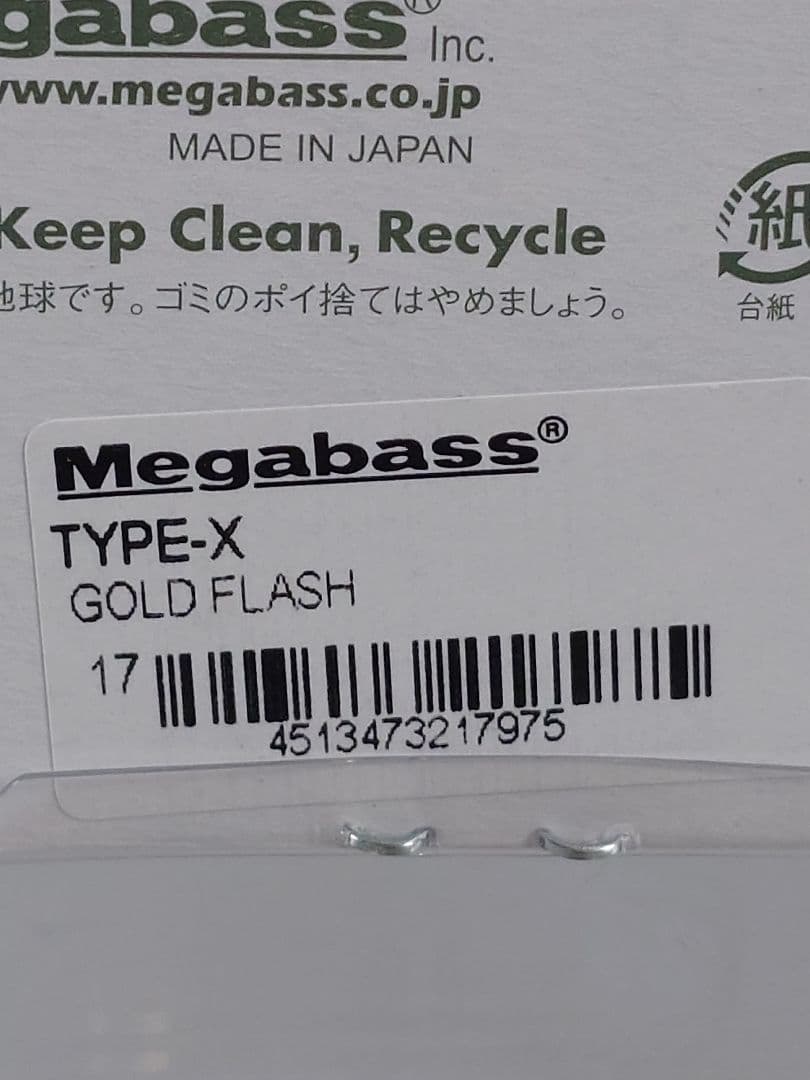 gabass® Inc.
www.megabass.co.jp
MADE IN JAPAN
Keep Clean, Recycle
地球です。ゴミのポイ捨てはやめましょう。
紙
台紙
Megabass®
TYPE-X
GOLD FLASH
17
4513473217975